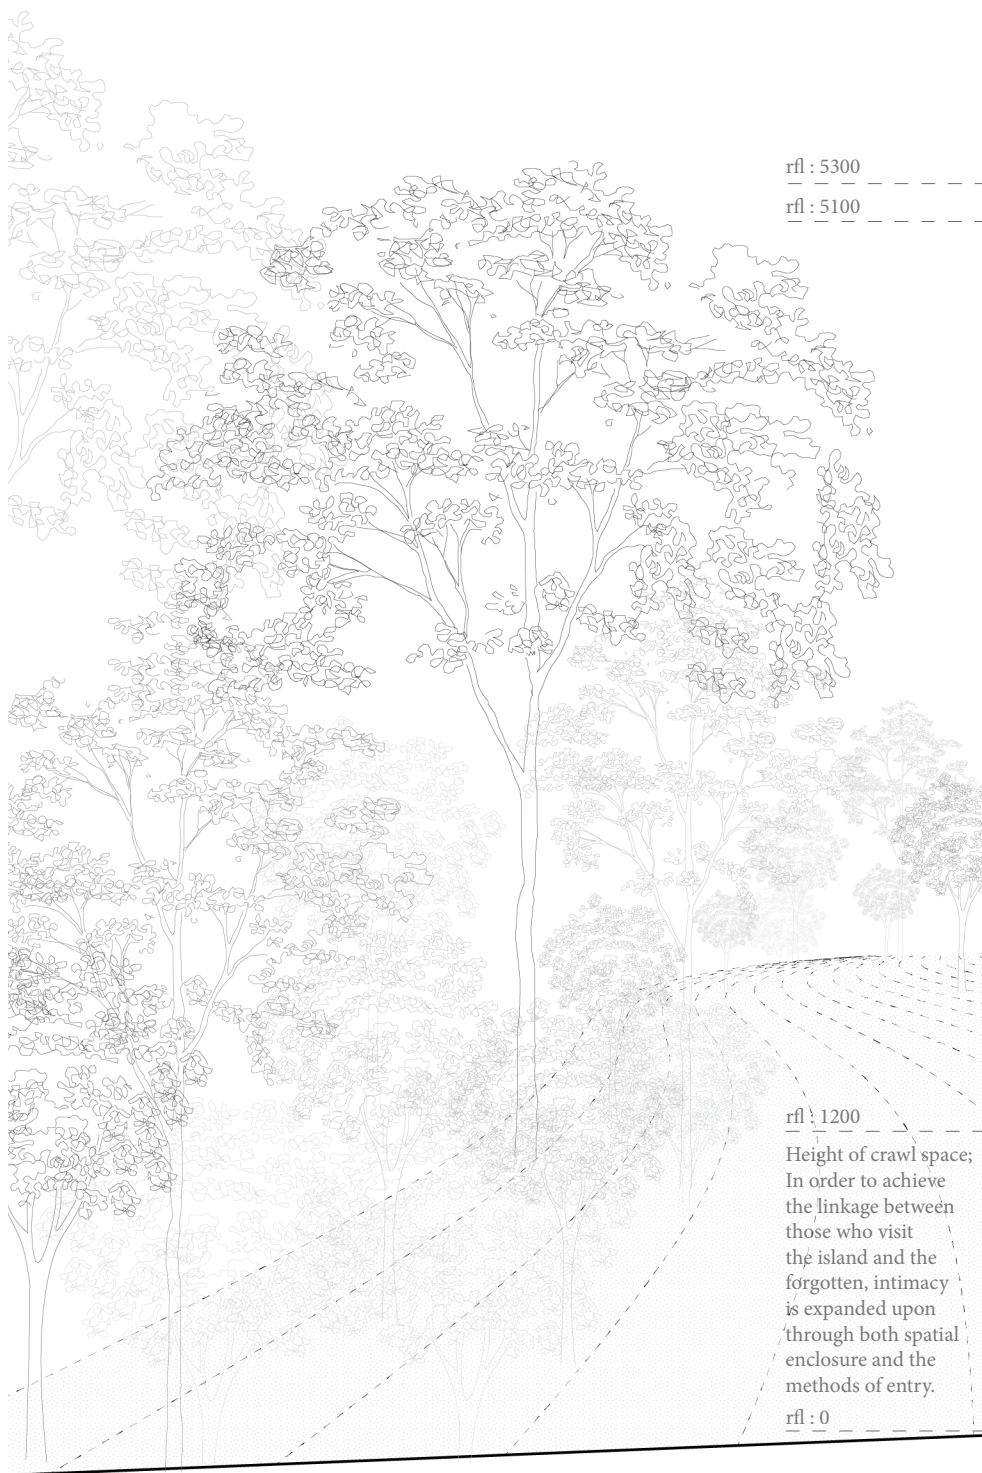 rfl : 5300
rfl : 5100
rfl : 1200
Height of crawl space;
In order to achieve
the linkage between
those who visit
the island and the
forgotten, intimacy
is expanded upon
through both spatial
enclosure and the
methods of entry.
rfl : 0